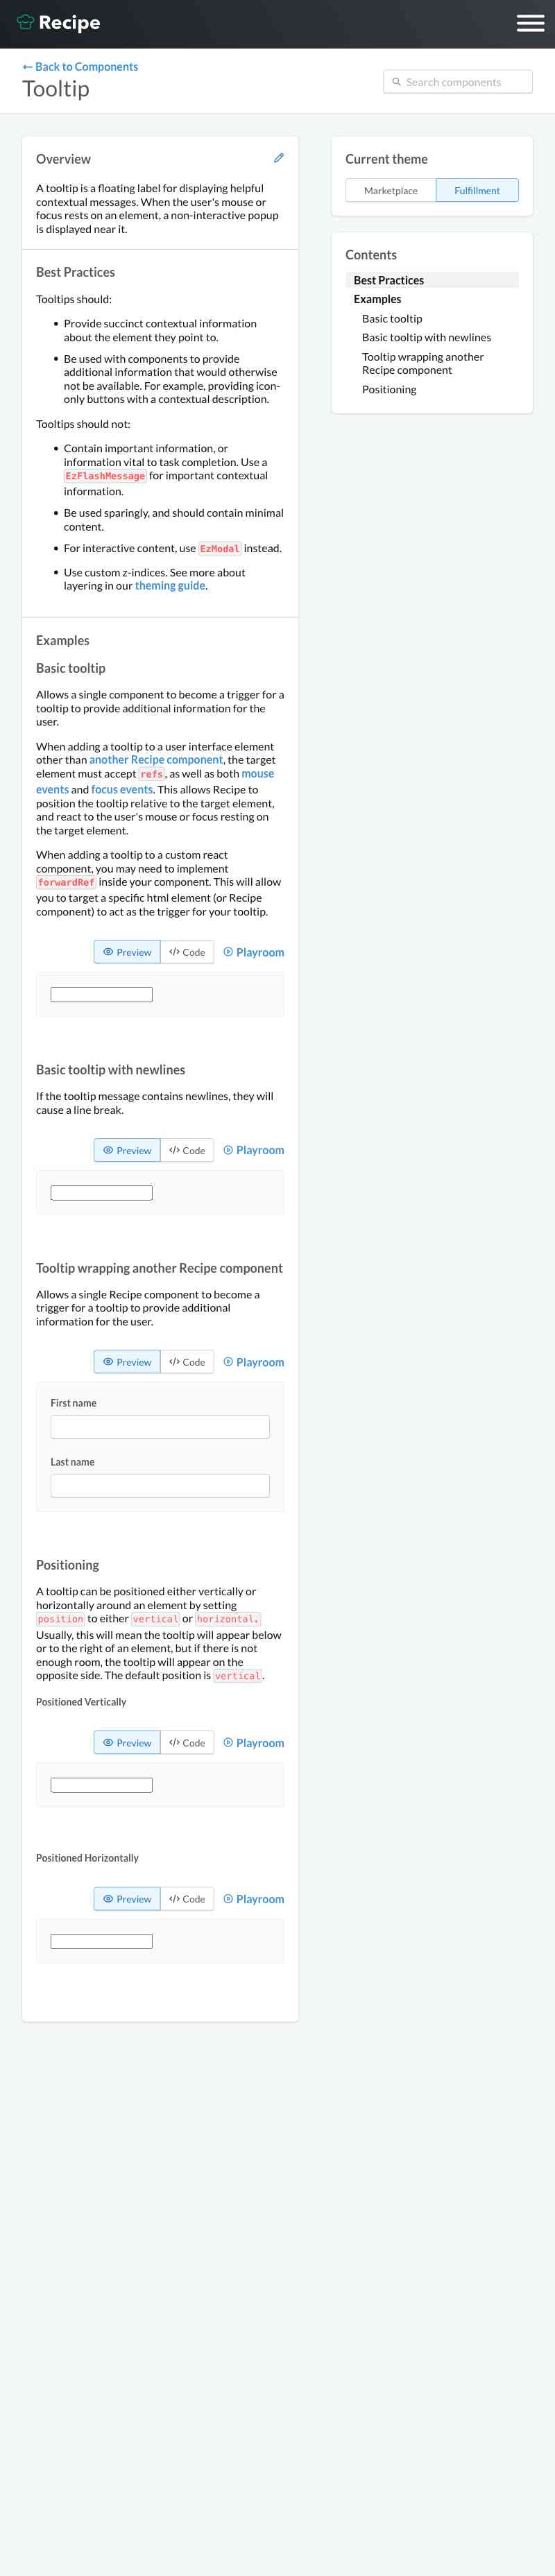 Recipe
← Back to Components
Tooltip
Search components
Overview
A tooltip is a floating label for displaying helpful
contextual messages. When the user's mouse or
focus rests on an element, a non-interactive popup
is displayed near it.
Best Practices
Tooltips should:
• Provide succinct contextual information
about the element they point to.
• Be used with components to provide
additional information that would otherwise
not be available. For example, providing icon-
only buttons with a contextual description.
Tooltips should not:
• Contain important information, or
information vital to task completion. Use a
EzFlashMessage for important contextual
information.
• Be used sparingly, and should contain minimal
content.
• For interactive content, use EzModal instead.
• Use custom z-indices. See more about
layering in our theming guide.
Examples
Basic tooltip
Allows a single component to become a trigger for a
tooltip to provide additional information for the
user.
When adding a tooltip to a user interface element
other than another Recipe component, the target
element must accept refs, as well as both mouse
events and focus events. This allows Recipe to
position the tooltip relative to the target element,
and react to the user's mouse or focus resting on
the target element.
When adding a tooltip to a custom react
component, you may need to implement
forwardRef inside your component. This will allow
you to target a specific html element (or Recipe
component) to act as the trigger for your tooltip.
Preview </> Code Playroom
Basic tooltip with newlines
If the tooltip message contains newlines, they will
cause a line break.
Preview </> Code Playroom
Tooltip wrapping another Recipe component
Allows a single Recipe component to become a
trigger for a tooltip to provide additional
information for the user.
Preview </> Code Playroom
First name
Last name
Positioning
A tooltip can be positioned either vertically or
horizontally around an element by setting
position to either vertical or horizontal.
Usually, this will mean the tooltip will appear below
or to the right of an element, but if there is not
enough room, the tooltip will appear on the
opposite side. The default position is vertical.
Positioned Vertically
Preview </> Code Playroom
Positioned Horizontally
Preview </> Code Playroom
Current theme
Marketplace Fulfillment
Contents
Best Practices
Examples
Basic tooltip
Basic tooltip with newlines
Tooltip wrapping another
Recipe component
Positioning